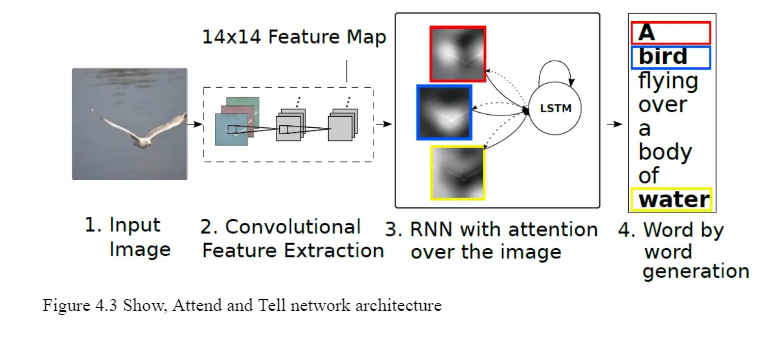 14x14 Feature Map
LSTM
A
bird
flying
over
a
body
of
water
1. Input
Image
2. Convolutional
Feature Extraction
3. RNN with attention
over the image
4. Word by
word
generation
Figure 4.3 Show, Attend and Tell network architecture